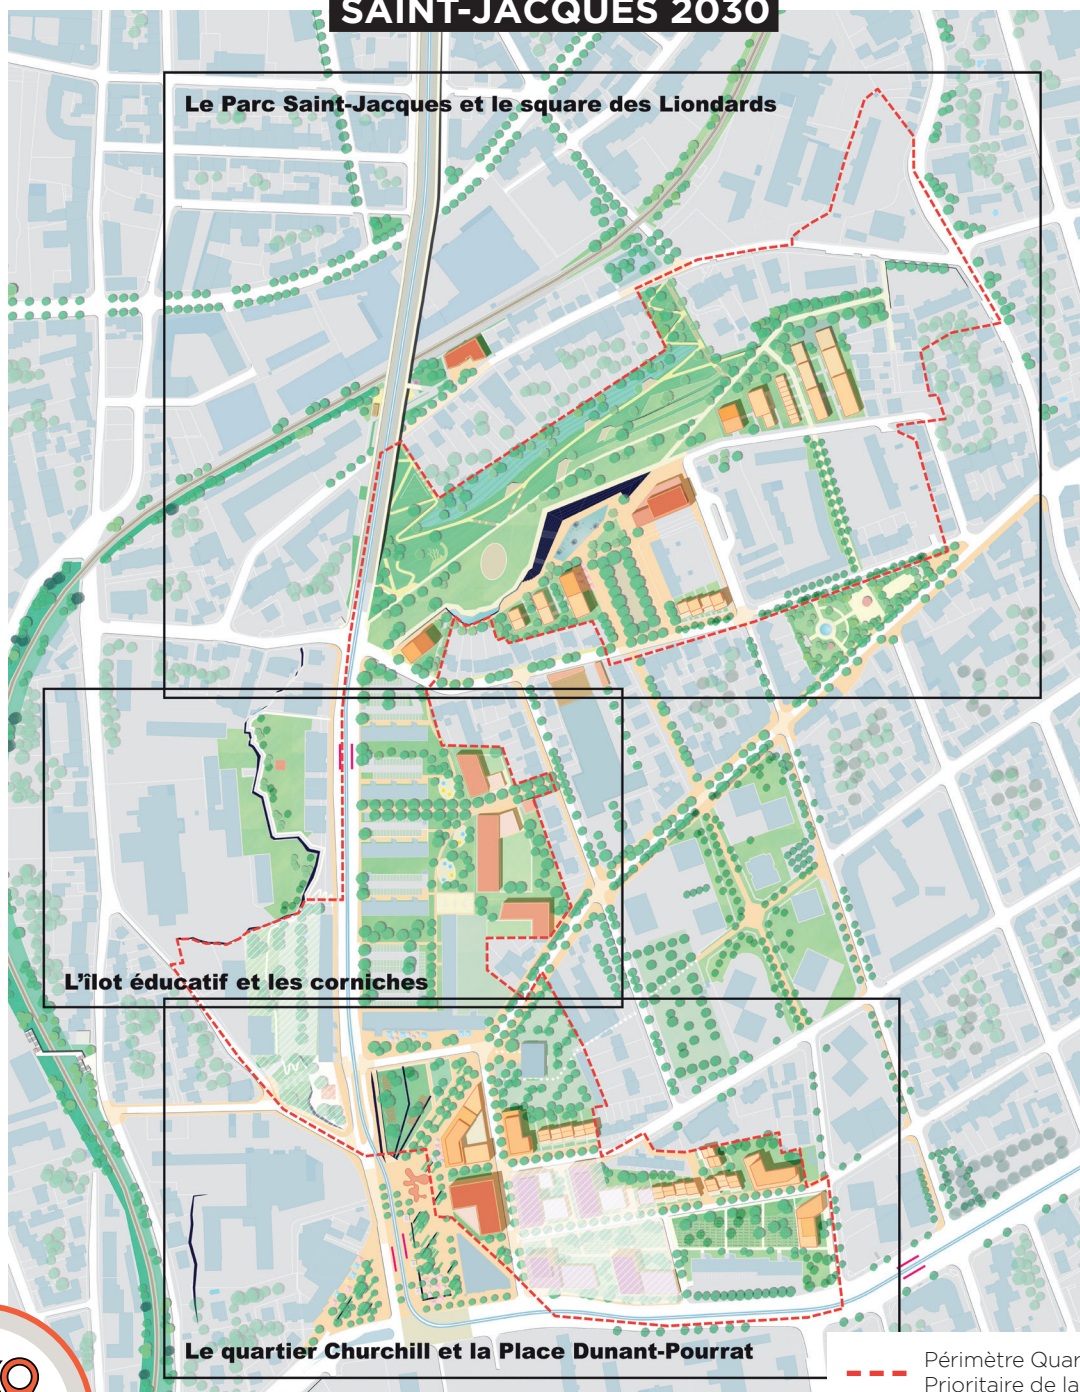 SAINT-JACQUES 2030
Le Parc Saint-Jacques et le square des Liondards
L'îlot éducatif et les corniches
Le quartier Churchill et la Place Dunant-Pourrat
Périmètre Quar
Prioritaire de la